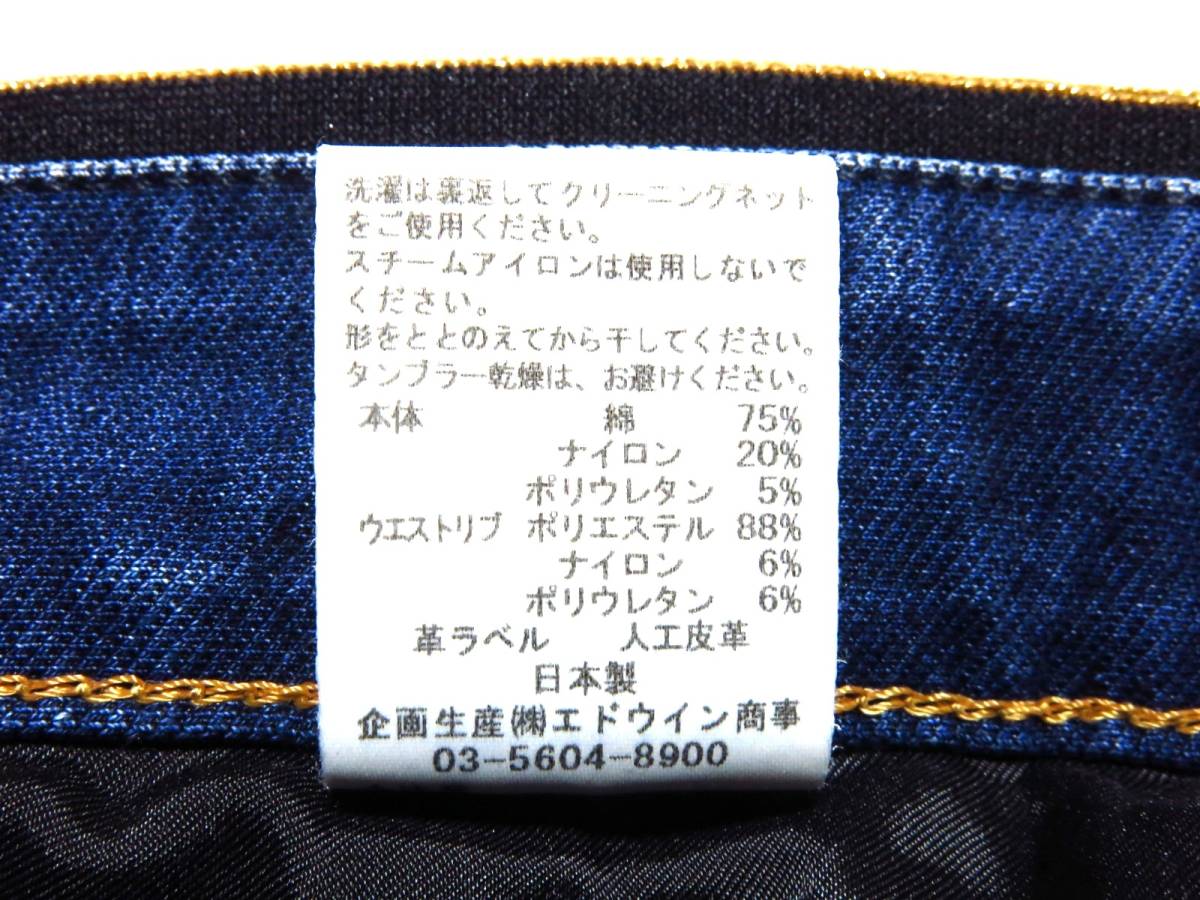 洗濯は裏返してクリーニングネット
をご使用ください。
スチームアイロンは使用しないで
ください。
形をととのえてから干してください。
タンブラー乾燥は、お避けください。
本体 綿 75%
ナイロン 20%
ポリウレタン 5%
ウエストリブ ポリエステル 88%
ナイロン 6%
ポリウレタン 6%
革ラベル 人工皮革
日本製
企画生産㈱エドウイン商事
03-5604-8900